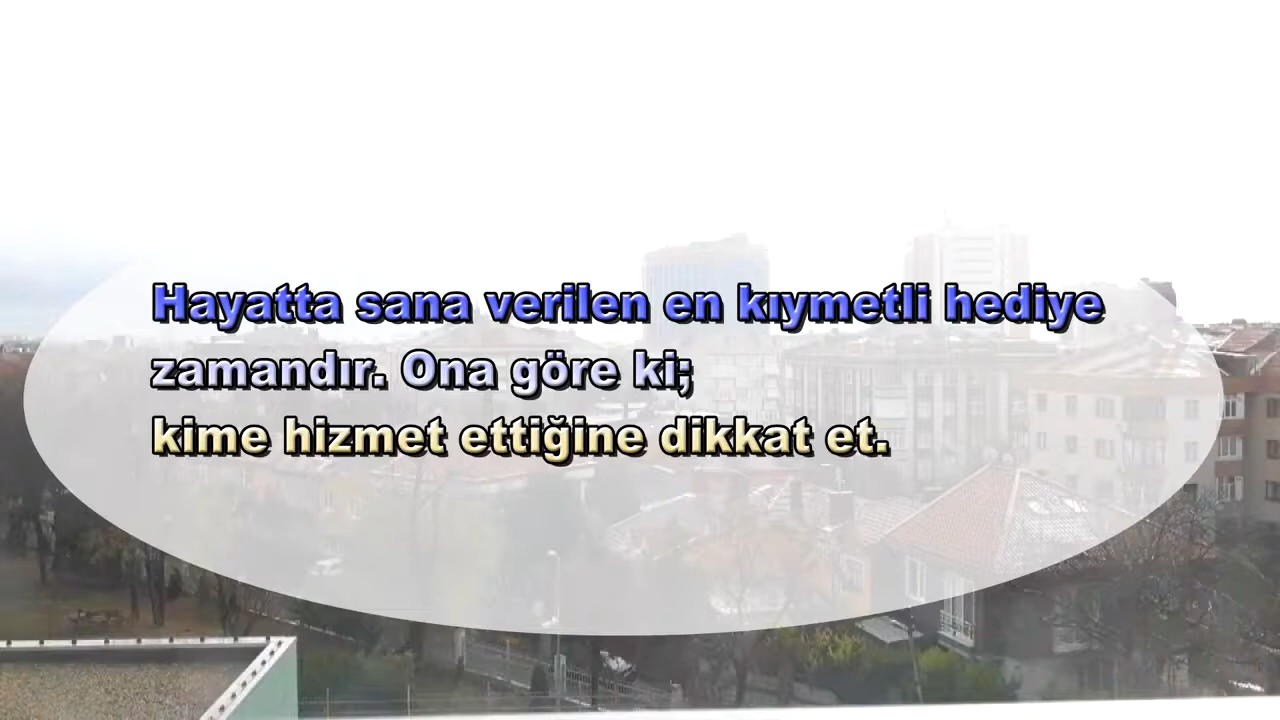 Hayatta sana verilen en kıymetli hediye
zamandır. Ona göre ki;
kime hizmet ettiğine dikkat et.